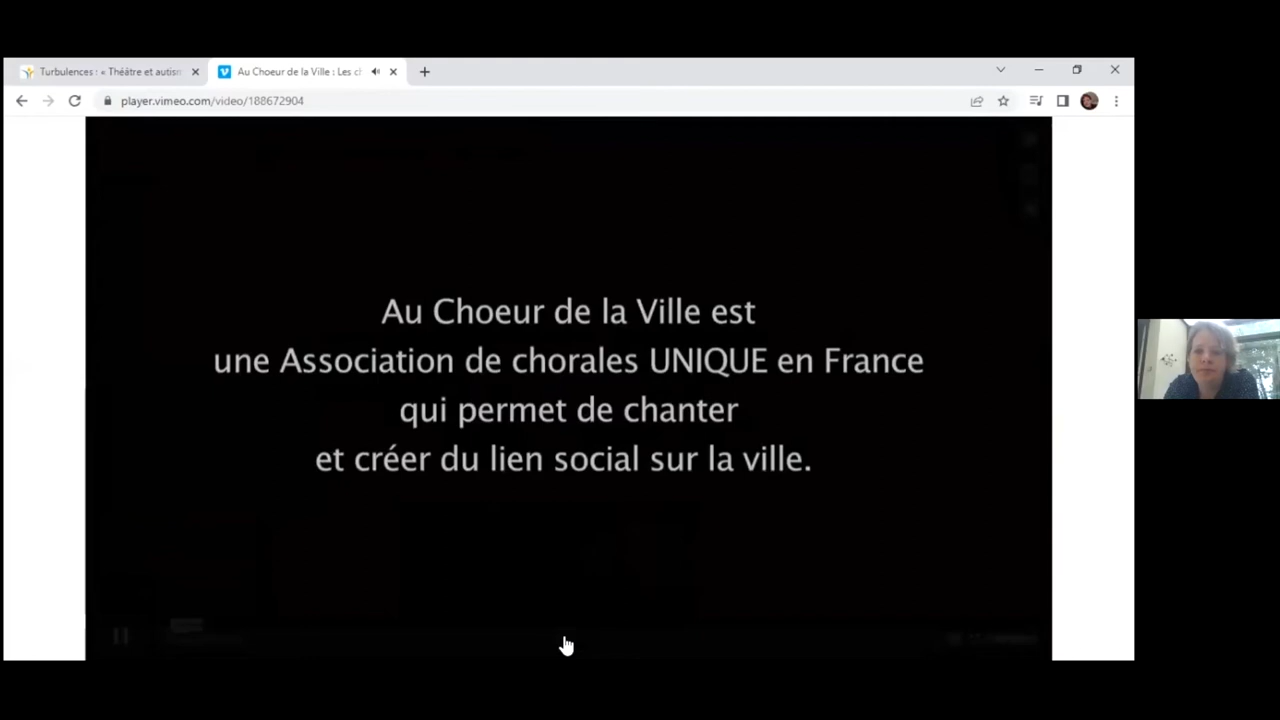 Turbulences : « Théâtre et autism
Au Choeur de la Ville : Les ch
player.vimeo.com/video/188672904
Au Choeur de la Ville est
une Association de chorales UNIQUE en France
qui permet de chanter
et créer du lien social sur la ville.